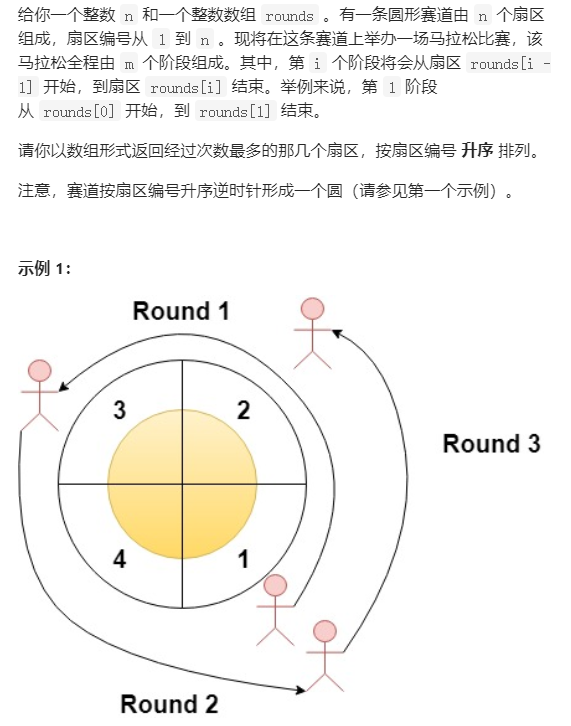 给你一个整数 n 和一个整数数组 rounds 。有一条圆形赛道由 n 个扇区
组成，扇区编号从 1 到 n 。现将在这条赛道上举办一场马拉松比赛，该
马拉松全程由 m 个阶段组成。其中，第 i 个阶段将会从扇区 rounds[i -
1] 开始，到扇区 rounds[i] 结束。举例来说，第 1 阶段
从 rounds[0] 开始，到 rounds[1] 结束。
请你以数组形式返回经过次数最多的那几个扇区，按扇区编号 升序 排列。
注意，赛道按扇区编号升序逆时针形成一个圆（请参见第一个示例）。
示例 1：
Round 1
3 2
Round 3
4 1
Round 2